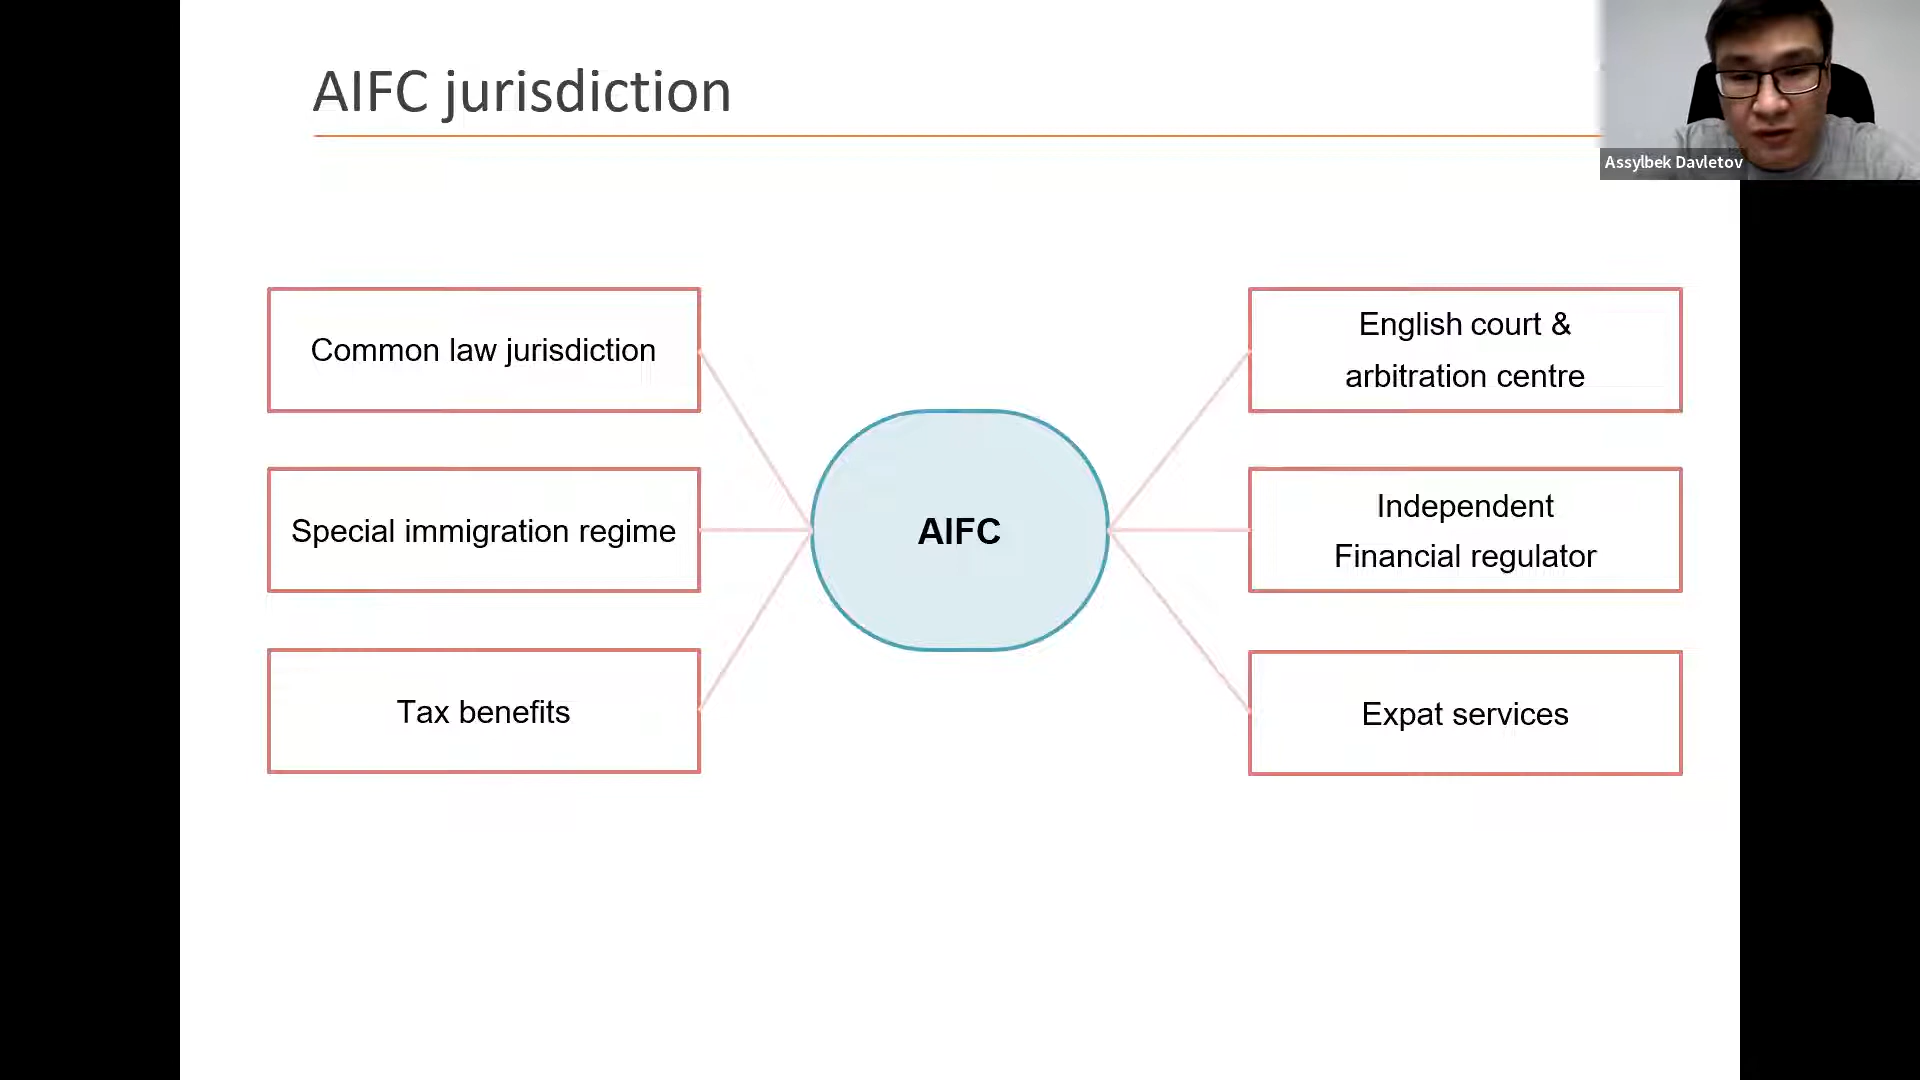 AIFC jurisdiction
Assylbek Davletov
Common law jurisdiction
English court &
arbitration centre
Special immigration regime
AIFC
Independent
Financial regulator
Tax benefits
Expat services